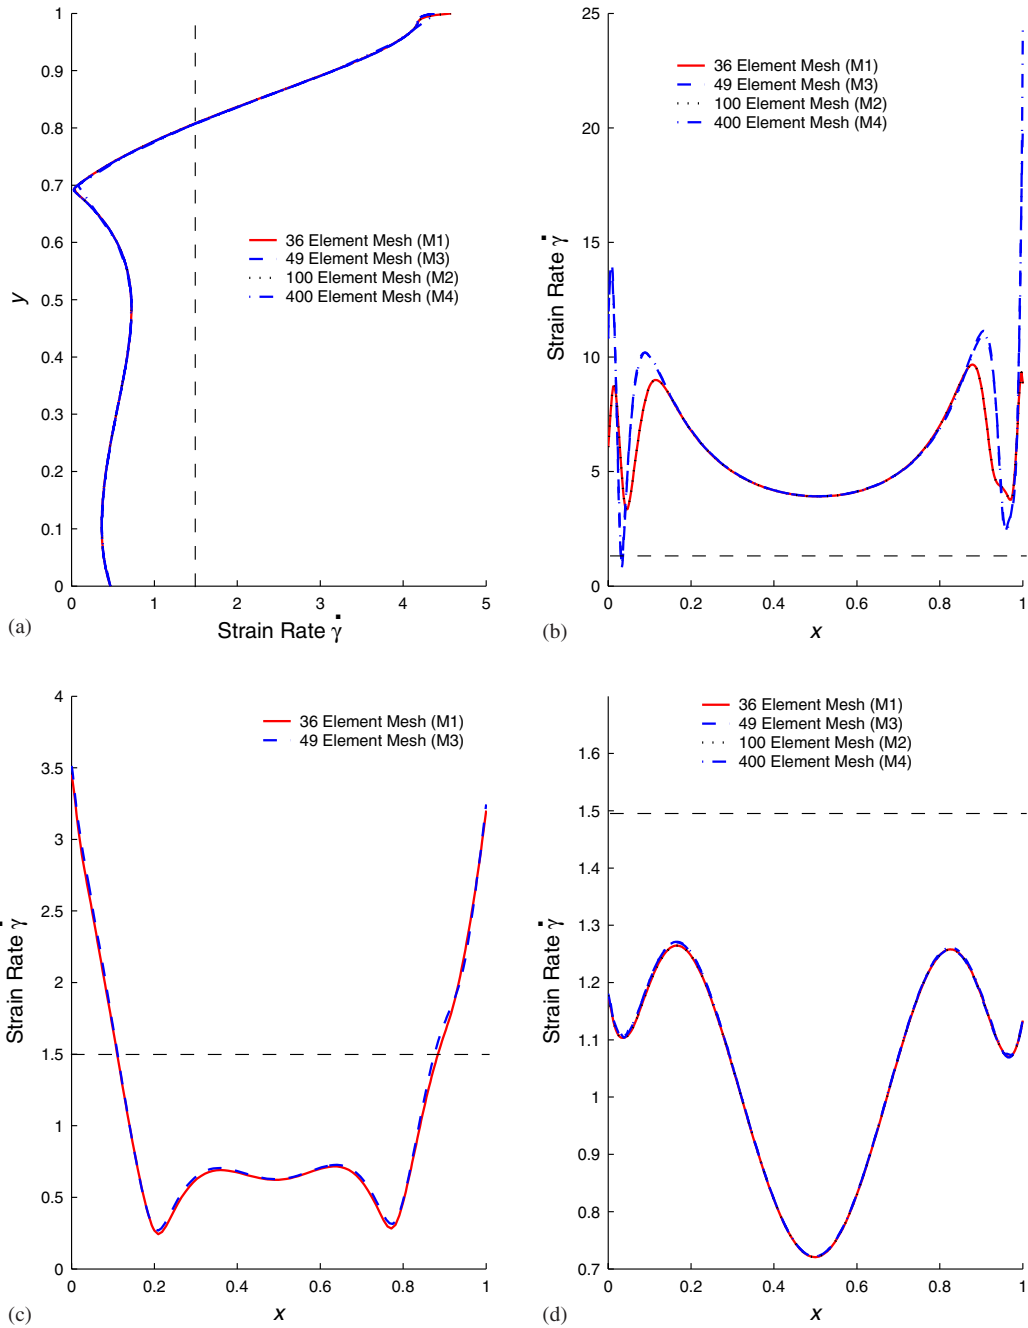 1
0.9
0.8
0.7
0.6
0.5
0.4
0.3
0.2
0.1
0
y
36 Element Mesh (M1)
49 Element Mesh (M3)
100 Element Mesh (M2)
400 Element Mesh (M4)
0 1 2 3 4 5
Strain Rate γ̇
(a)
25
20
15
10
5
0
Strain Rate γ̇
36 Element Mesh (M1)
49 Element Mesh (M3)
100 Element Mesh (M2)
400 Element Mesh (M4)
0 0.2 0.4 0.6 0.8 1
x
(b)
4
3.5
3
2.5
2
1.5
1
0.5
0
Strain Rate γ̇
36 Element Mesh (M1)
49 Element Mesh (M3)
0 0.2 0.4 0.6 0.8 1
x
(c)
1.6
1.5
1.4
1.3
1.2
1.1
1
0.9
0.8
0.7
Strain Rate γ̇
36 Element Mesh (M1)
49 Element Mesh (M3)
100 Element Mesh (M2)
400 Element Mesh (M4)
0 0.2 0.4 0.6 0.8 1
x
(d)